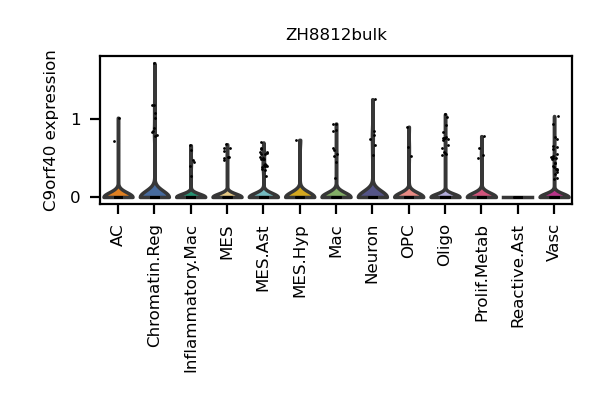 ZH8812bulk
C9orf40 expression
1
0
AC
Chromatin.Reg
Inflammatory.Mac
MES
MES.Ast
MES.Hyp
Mac
Neuron
OPC
Oligo
Prolif.Metab
Reactive.Ast
Vasc